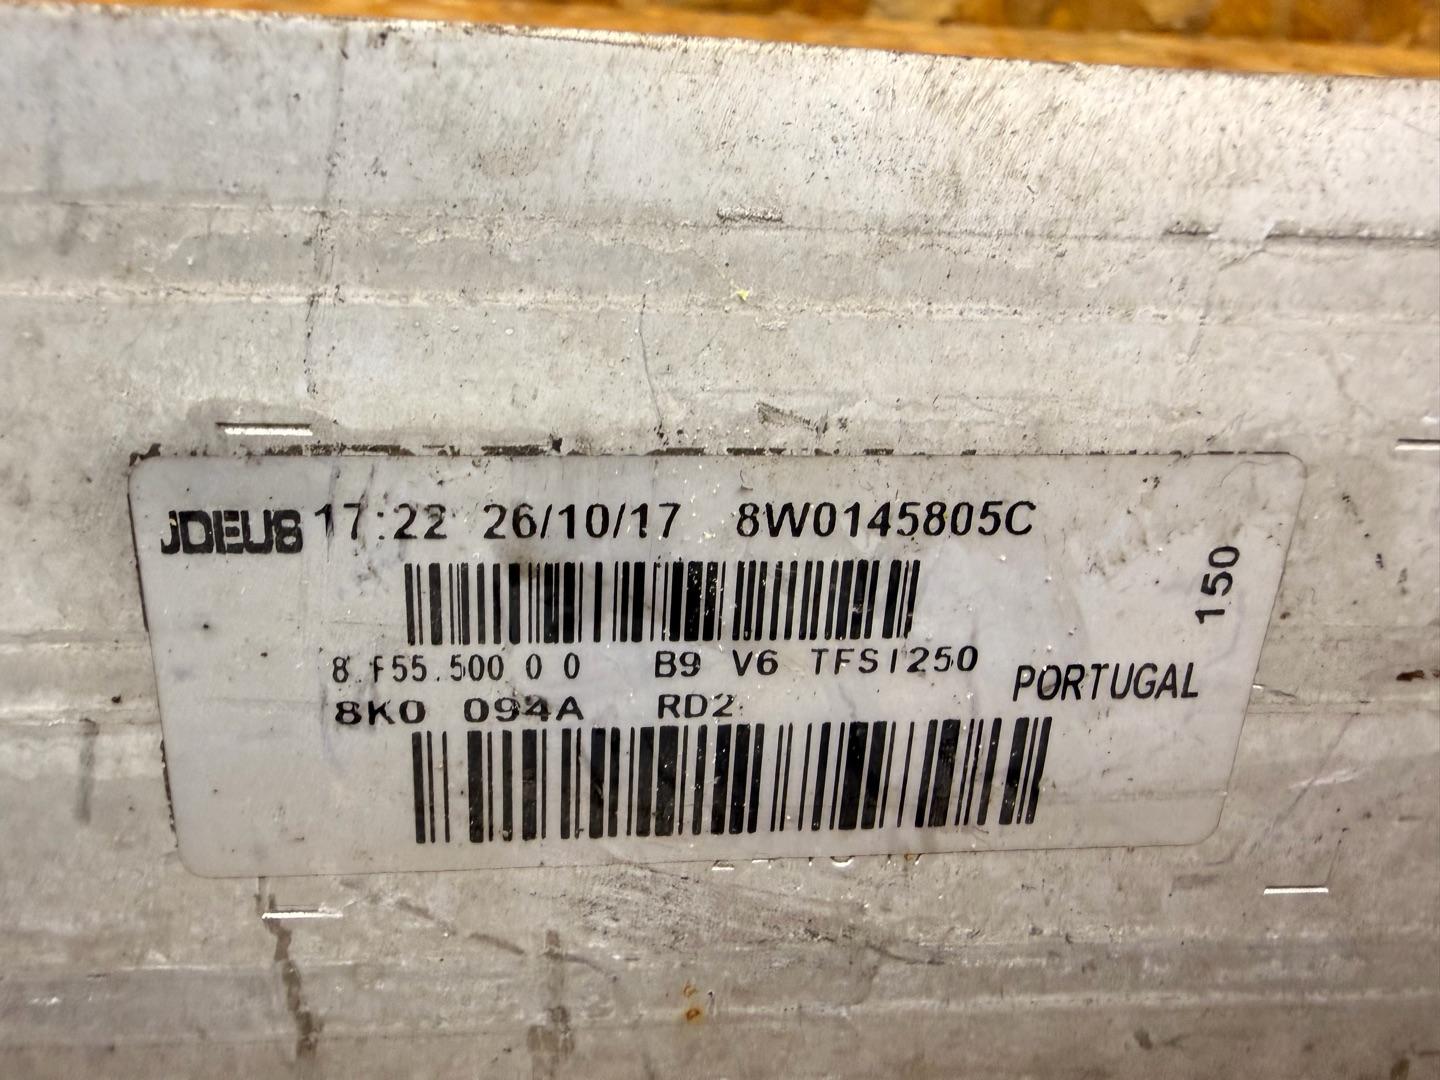 JDEUS 17:22 26/10/17 8W0145805C
150
8 F55.500 0 0 B9 V6 TFSI250
PORTUGAL
8K0 094A RD2